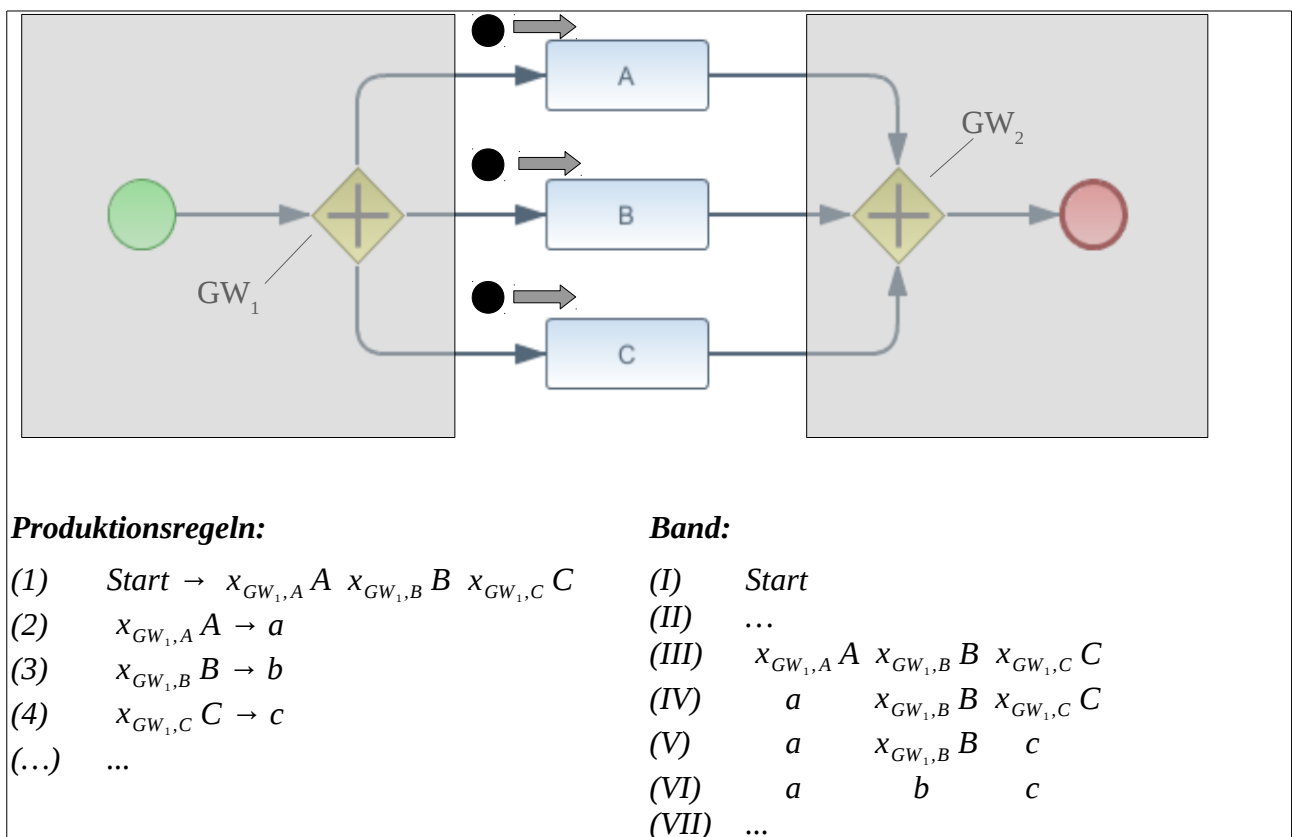 A
GW₂
B
GW₁
C
Produktionsregeln:
(1) Start → x_{GW₁,A} A x_{GW₁,B} B x_{GW₁,C} C
(2) x_{GW₁,A} A → a
(3) x_{GW₁,B} B → b
(4) x_{GW₁,C} C → c
(…) ...
Band:
(I) Start
(II) …
(III) x_{GW₁,A} A x_{GW₁,B} B x_{GW₁,C} C
(IV) a x_{GW₁,B} B x_{GW₁,C} C
(V) a x_{GW₁,B} B c
(VI) a b c
(VII) ...